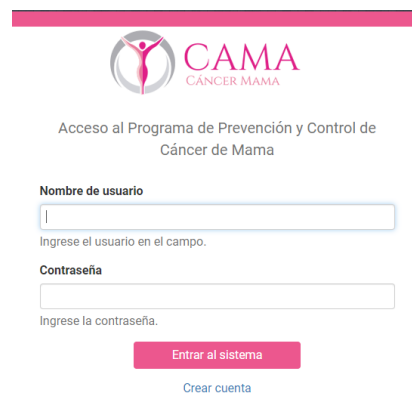 CAMA
CÁNCER MAMA
Acceso al Programa de Prevención y Control de
Cáncer de Mama
Nombre de usuario
Ingrese el usuario en el campo.
Contraseña
Ingrese la contraseña.
Entrar al sistema
Crear cuenta